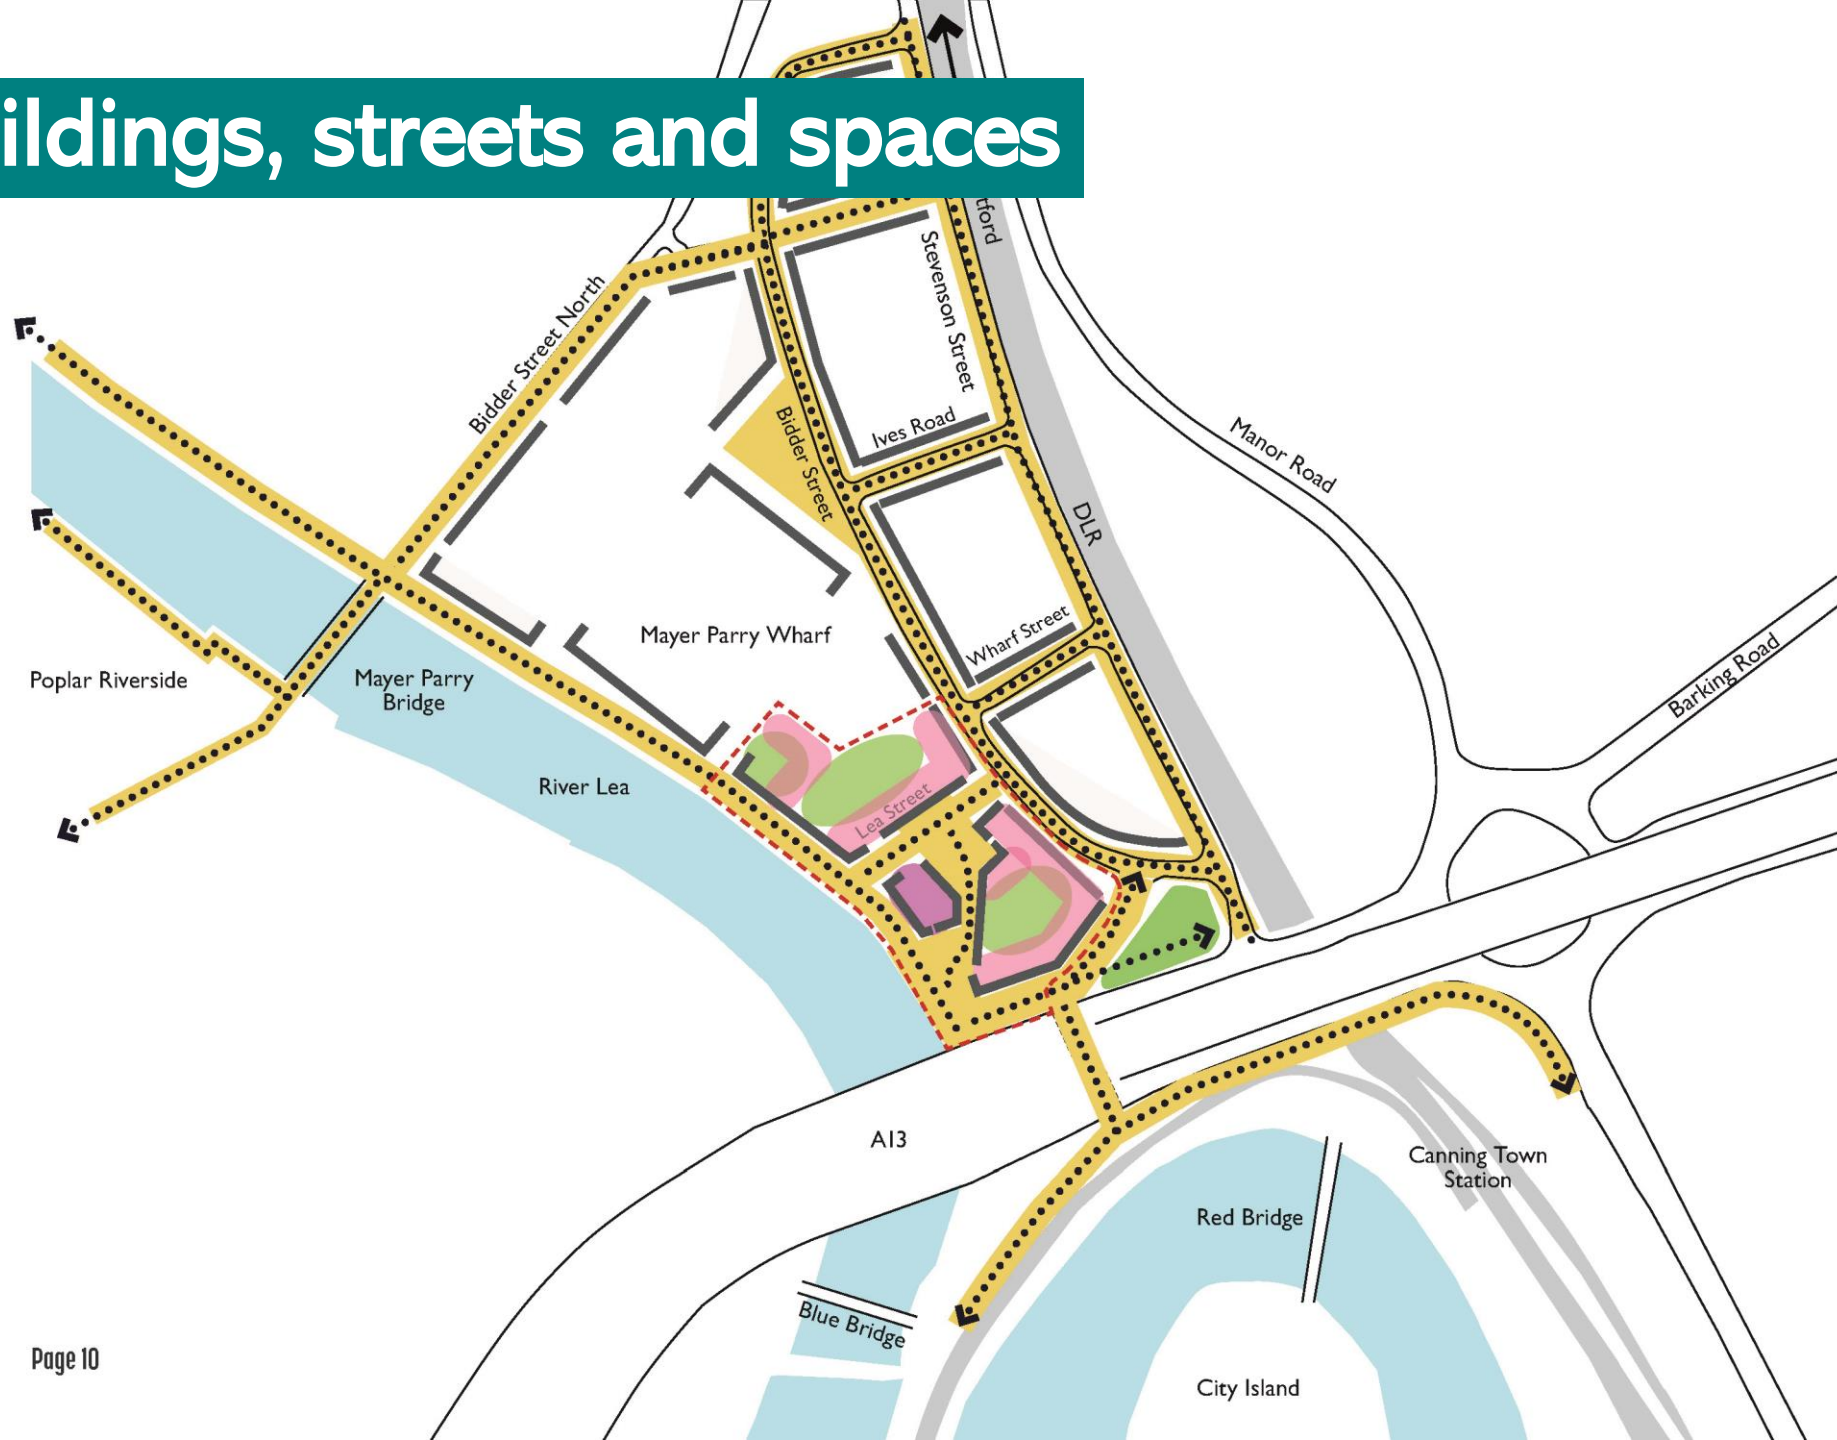 ildings, streets and spaces
tford
Stevenson Street
Bidder Street North
Ives Road
Bidder Street
Manor Road
DLR
Wharf Street
Mayer Parry Wharf
Barking Road
Poplar Riverside
Mayer Parry
Bridge
River Lea
Lea Street
A13
Canning Town
Station
Red Bridge
Blue Bridge
Page 10
City Island